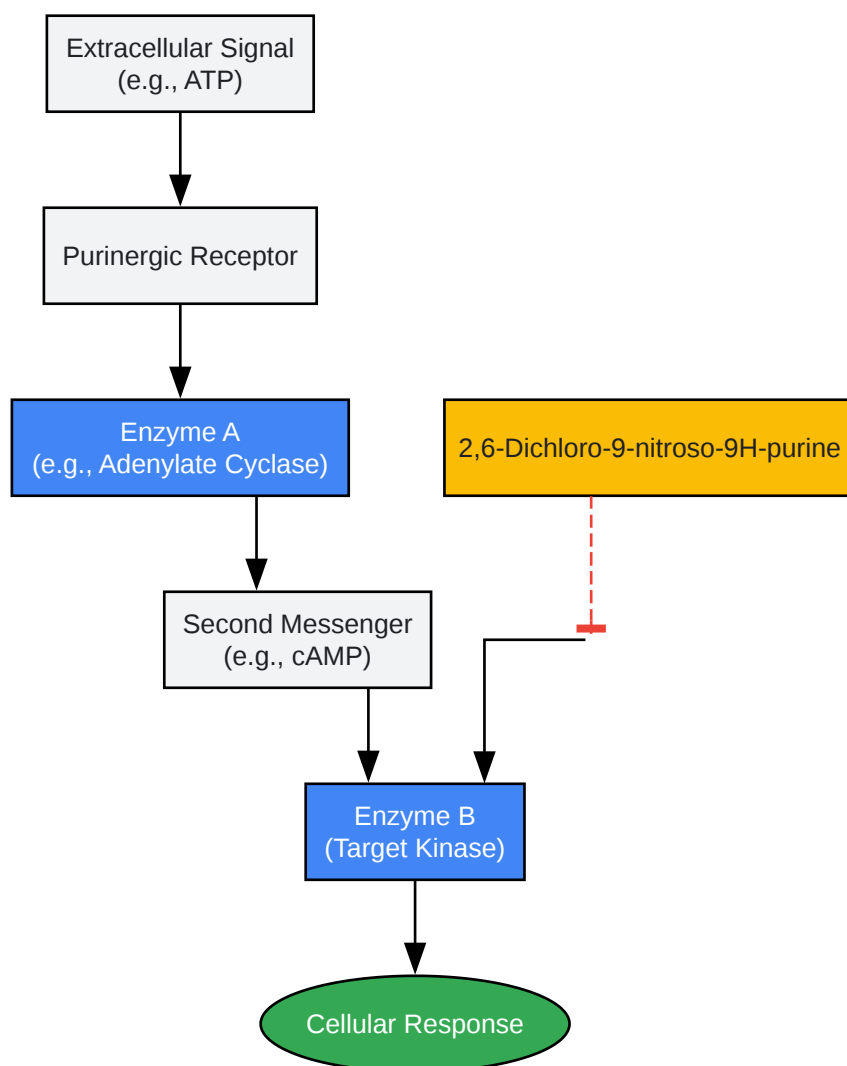 Extracellular Signal
(e.g., ATP)
Purinergic Receptor
Enzyme A
(e.g., Adenylate Cyclase)
2,6-Dichloro-9-nitroso-9H-purine
Second Messenger
(e.g., cAMP)
Enzyme B
(Target Kinase)
Cellular Response